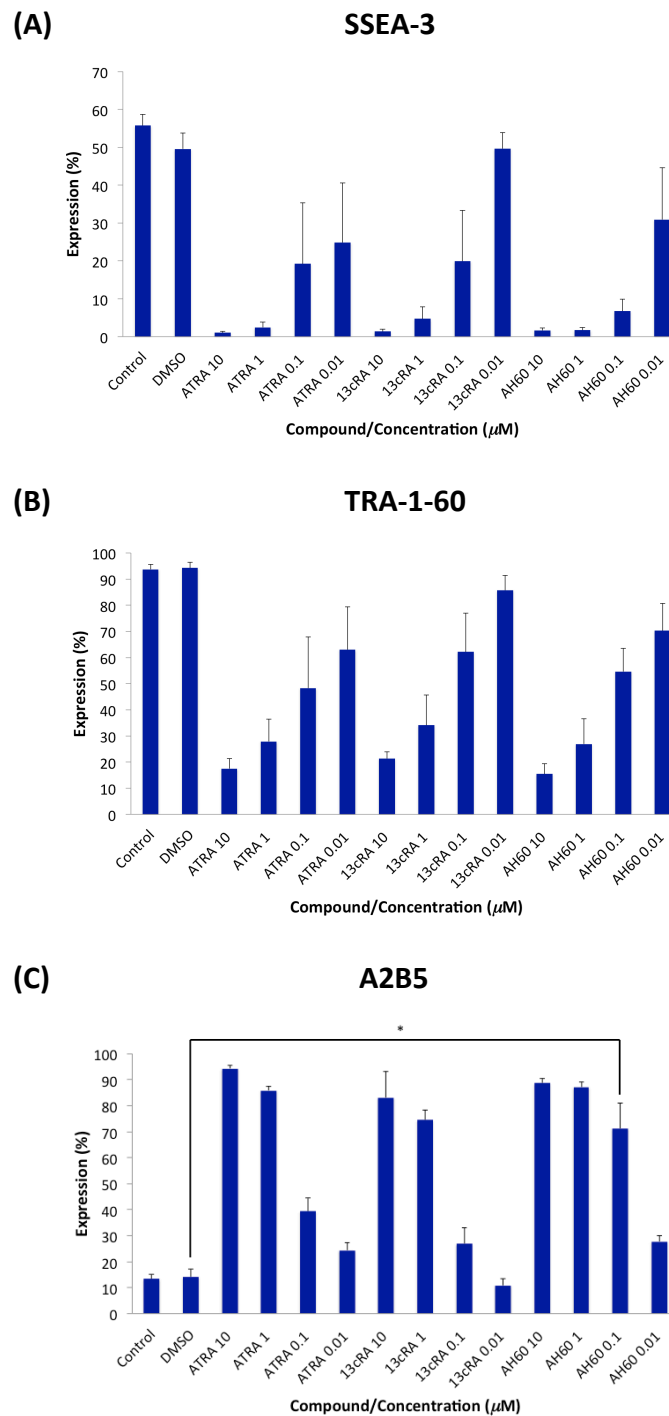 (A) SSEA-3
70
60
50
40
30
20
10
0
Expression (%)
Control DMSO ATRA 10 ATRA 1 ATRA 0.1 ATRA 0.01 13cRA 10 13cRA 1 13cRA 0.1 13cRA 0.01 AH60 10 AH60 1 AH60 0.1 AH60 0.01
Compound/Concentration (μM)
(B) TRA-1-60
100
90
80
70
60
50
40
30
20
10
0
Expression (%)
Control DMSO ATRA 10 ATRA 1 ATRA 0.1 ATRA 0.01 13cRA 10 13cRA 1 13cRA 0.1 13cRA 0.01 AH60 10 AH60 1 AH60 0.1 AH60 0.01
Compound/Concentration (μM)
(C) A2B5
*
100
90
80
70
60
50
40
30
20
10
0
Expression (%)
Control DMSO ATRA 10 ATRA 1 ATRA 0.1 ATRA 0.01 13cRA 10 13cRA 1 13cRA 0.1 13cRA 0.01 AH60 10 AH60 1 AH60 0.1 AH60 0.01
Compound/Concentration (μM)